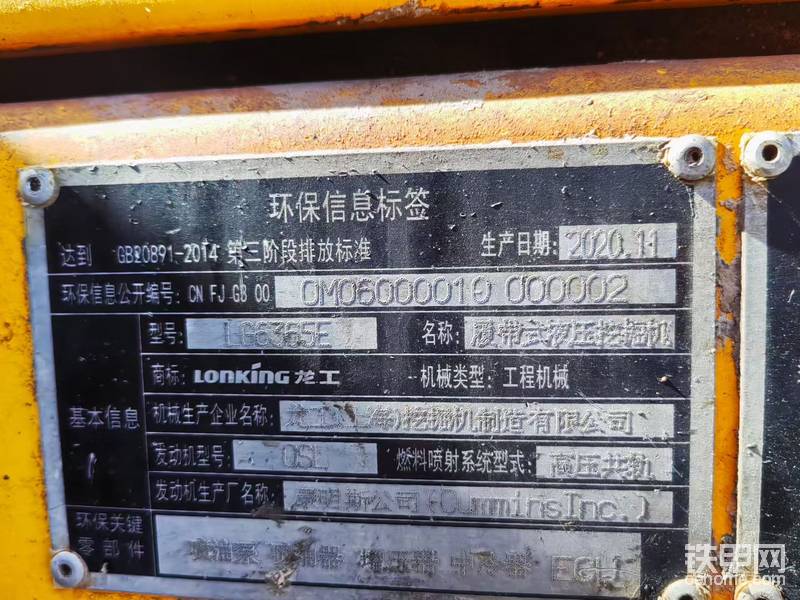 环保信息标签
达到 GB20891-2014 第三阶段排放标准 生产日期: 2020.11
环保信息公开编号: CN FJ G3 00 0M06000010 000002
型号: LG6365E 名称: 履带式液压挖掘机
商标: LONKING 龙工 机械类型: 工程机械
基本信息
机械生产企业名称: 龙工(上海)挖掘机制造有限公司
发动机型号: QSL 燃料喷射系统型式: 高压共轨
发动机生产厂名称: 康明斯公司(Cummins Inc.)
环保关键零部件 喷油泵 喷油器 增压器 中冷器 ECU
铁甲网
cehome.com